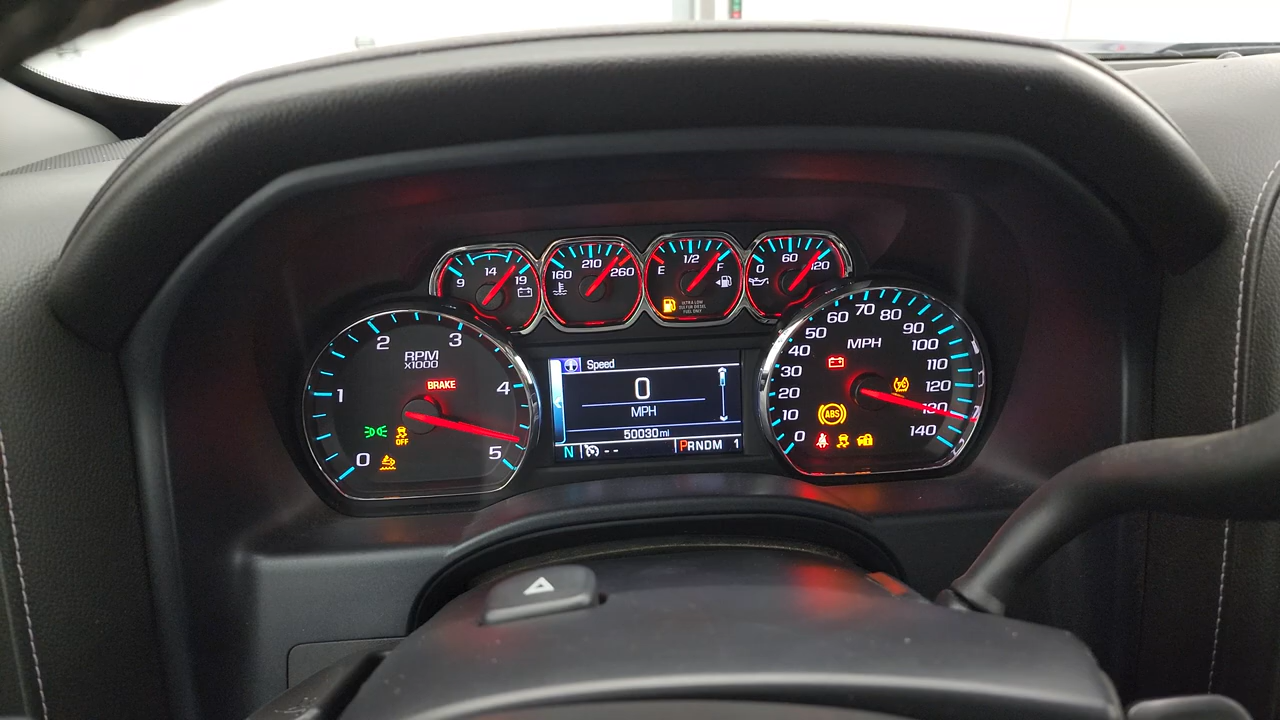 9 14 19
160 210 260
E 1/2 F
ULTRA LOW
SULFUR DIESEL
FUEL ONLY
0 60 120
0 1 2 3 4 5
RPM
X1000
BRAKE
OFF
Speed
0
MPH
50030 mi
N -- PRNDM 1
0 10 20 30 40 50 60 70 80 90 100 110 120 130 140
MPH
ABS